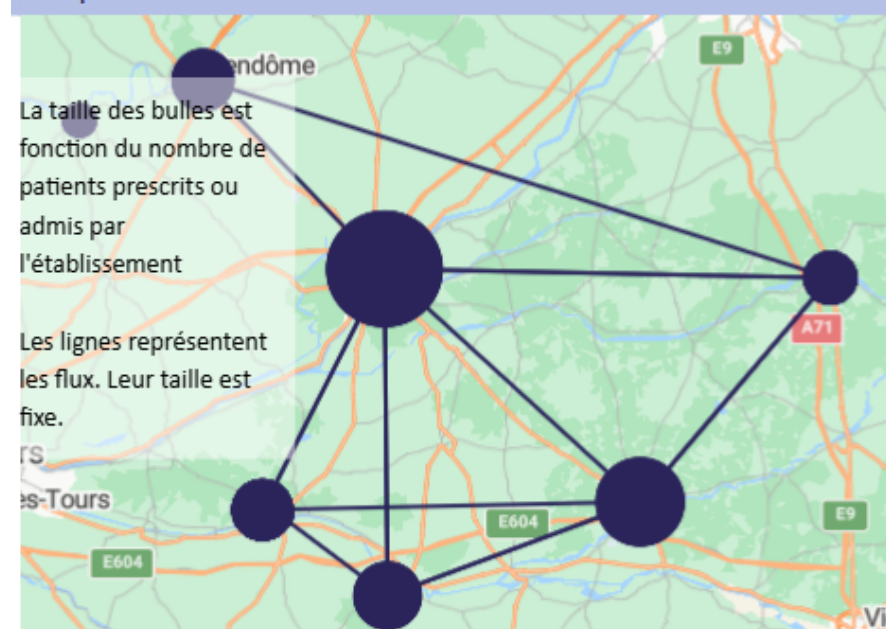 E9
endôme
La taille des bulles est
fonction du nombre de
patients prescrits ou
admis par
l'établissement
A71
Les lignes représentent
les flux. Leur taille est
fixe.
rs
es-Tours
E604
E9
E604
Vi